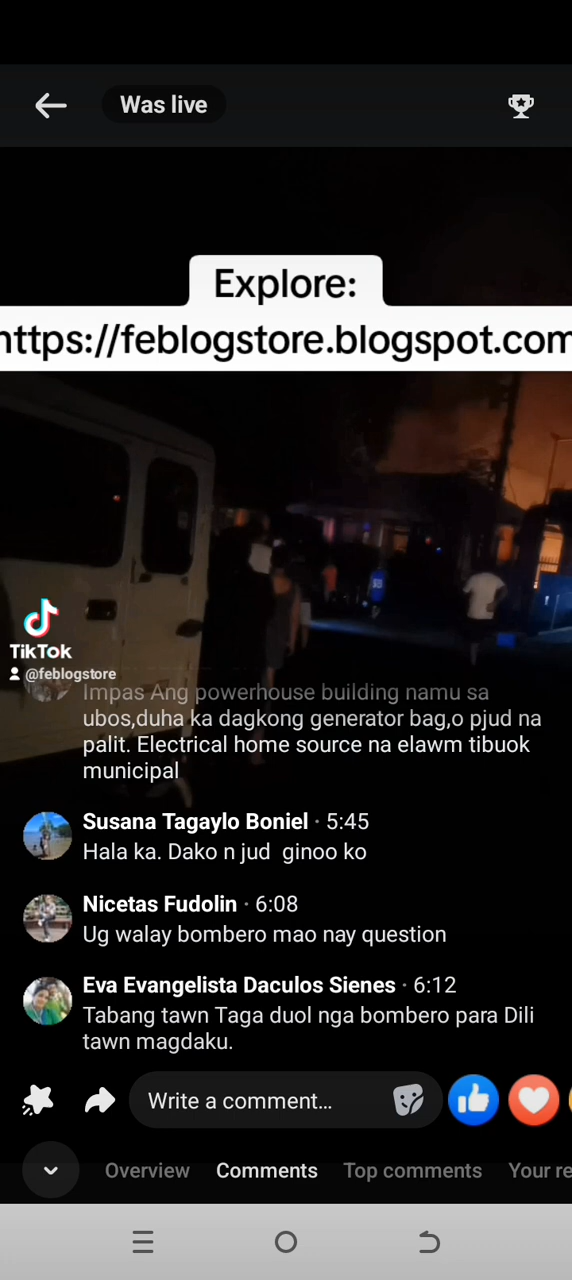 Was live
Explore:
https://feblogstore.blogspot.com
TikTok
@feblogstore
Impas Ang powerhouse building namu sa
ubos,duha ka dagkong generator bag,o pjud na
palit. Electrical home source na elawm tibuok
municipal
Susana Tagaylo Boniel · 5:45
Hala ka. Dako n jud ginoo ko
Nicetas Fudolin · 6:08
Ug walay bombero mao nay question
Eva Evangelista Daculos Sienes · 6:12
Tabang tawn Taga duol nga bombero para Dili
tawn magdaku.
Write a comment...
Overview Comments Top comments Your re